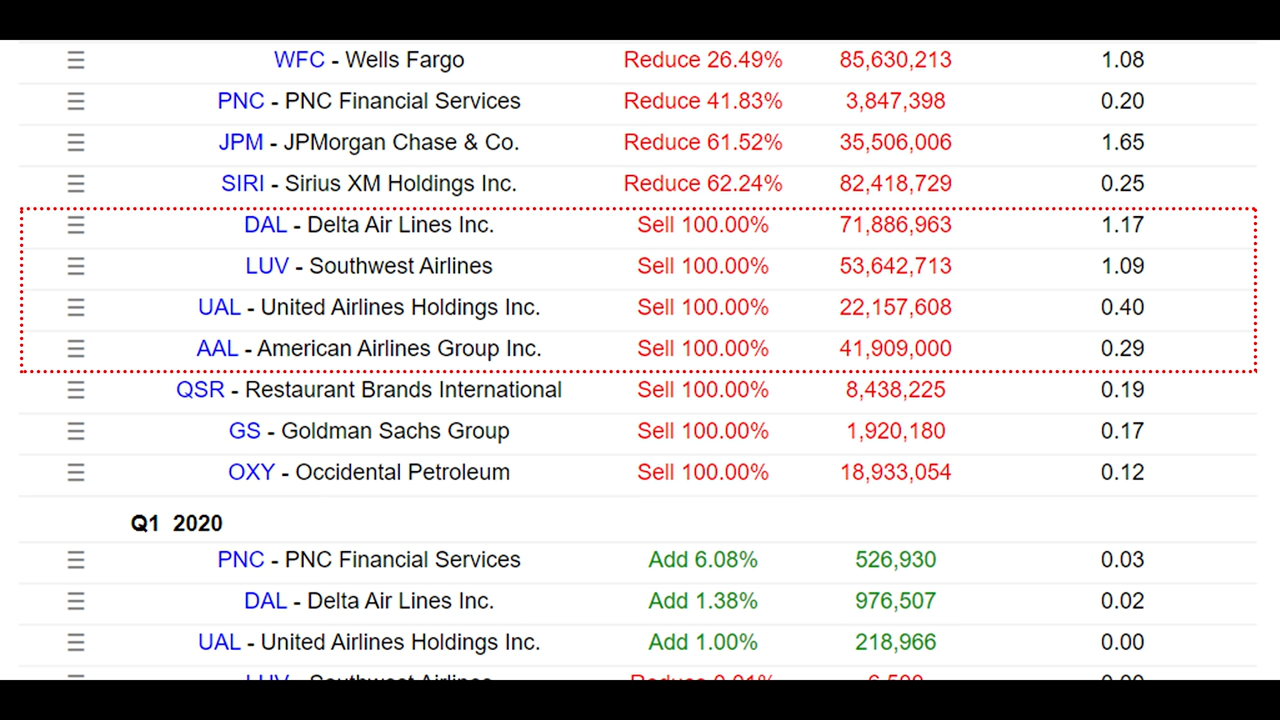 WFC - Wells Fargo Reduce 26.49% 85,630,213 1.08
PNC - PNC Financial Services Reduce 41.83% 3,847,398 0.20
JPM - JPMorgan Chase & Co. Reduce 61.52% 35,506,006 1.65
SIRI - Sirius XM Holdings Inc. Reduce 62.24% 82,418,729 0.25
DAL - Delta Air Lines Inc. Sell 100.00% 71,886,963 1.17
LUV - Southwest Airlines Sell 100.00% 53,642,713 1.09
UAL - United Airlines Holdings Inc. Sell 100.00% 22,157,608 0.40
AAL - American Airlines Group Inc. Sell 100.00% 41,909,000 0.29
QSR - Restaurant Brands International Sell 100.00% 8,438,225 0.19
GS - Goldman Sachs Group Sell 100.00% 1,920,180 0.17
OXY - Occidental Petroleum Sell 100.00% 18,933,054 0.12
Q1 2020
PNC - PNC Financial Services Add 6.08% 526,930 0.03
DAL - Delta Air Lines Inc. Add 1.38% 976,507 0.02
UAL - United Airlines Holdings Inc. Add 1.00% 218,966 0.00
LUV - Southwest Airlines Reduce